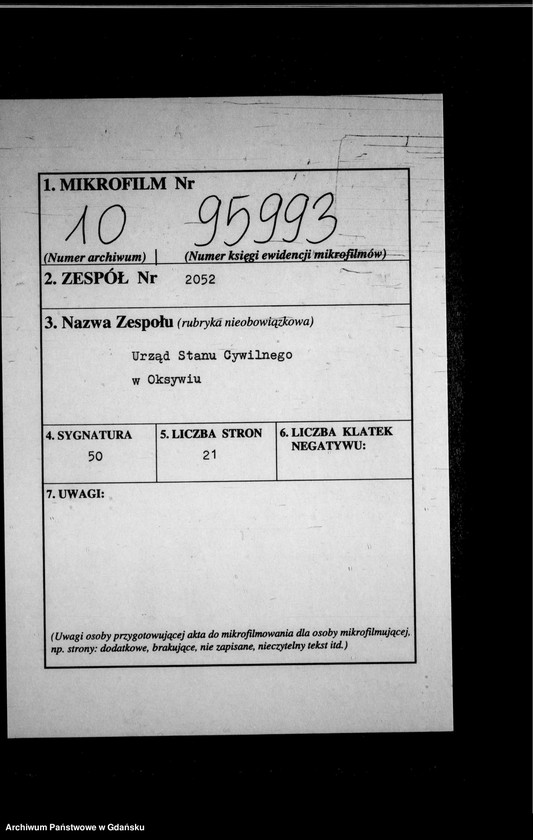 1. MIKROFILM Nr
10 95993
(Numer archiwum) (Numer księgi ewidencji mikrofilmów)
2. ZESPÓŁ Nr 2052
3. Nazwa Zespołu (rubryka nieobowiązkowa)
Urząd Stanu Cywilnego
w Oksywiu
4. SYGNATURA 5. LICZBA STRON 6. LICZBA KLATEK
NEGATYWU:
50 21
7. UWAGI:
(Uwagi osoby przygotowującej akta do mikrofilmowania dla osoby mikrofilmującej,
np. strony: dodatkowe, brakujące, nie zapisane, nieczytelny tekst itd.)
Archiwum Państwowe w Gdańsku